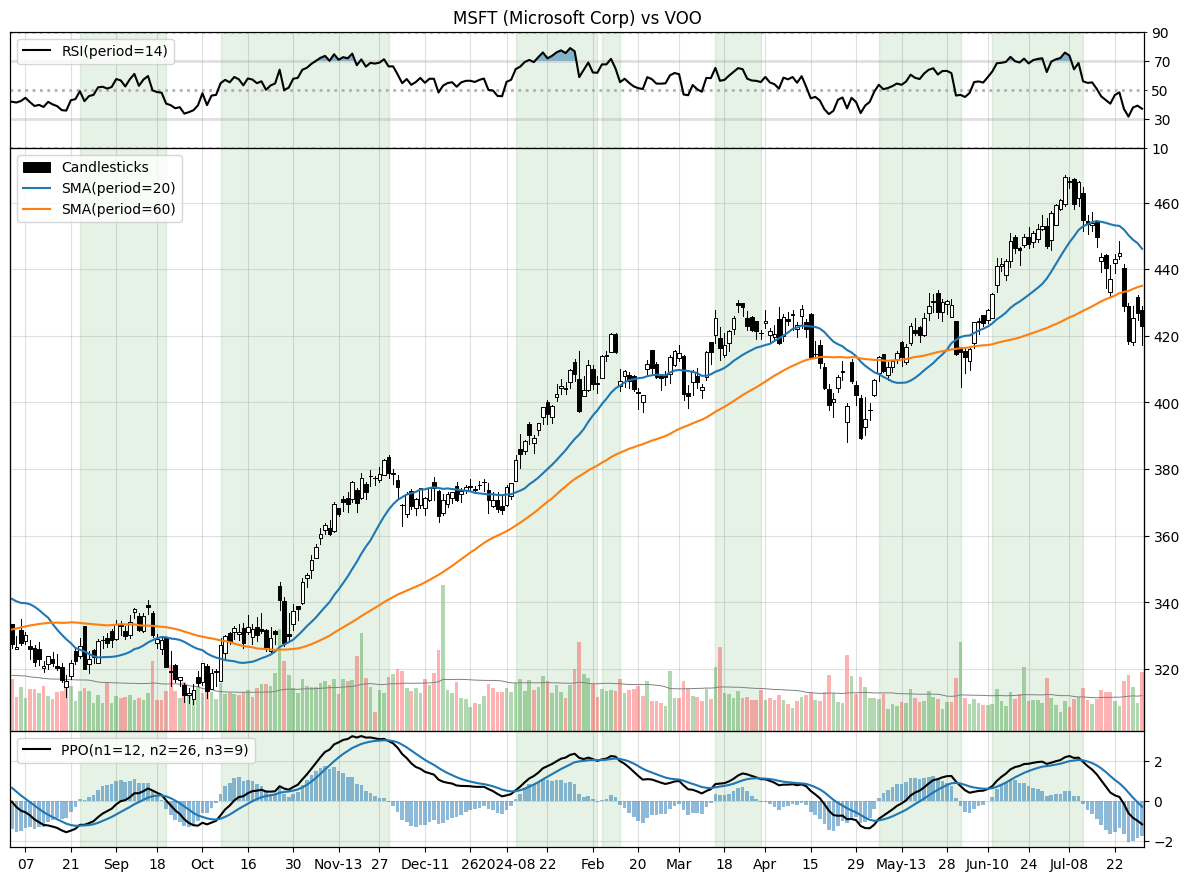 MSFT (Microsoft Corp) vs VOO
RSI(period=14)
90
70
50
30
10
Candlesticks
SMA(period=20)
SMA(period=60)
460
440
420
400
380
360
340
320
PPO(n1=12, n2=26, n3=9)
2
0
−2
07 21 Sep 18 Oct 16 30 Nov-13 27 Dec-11 26 2024-08 22 Feb 20 Mar 18 Apr 15 29 May-13 28 Jun-10 24 Jul-08 22